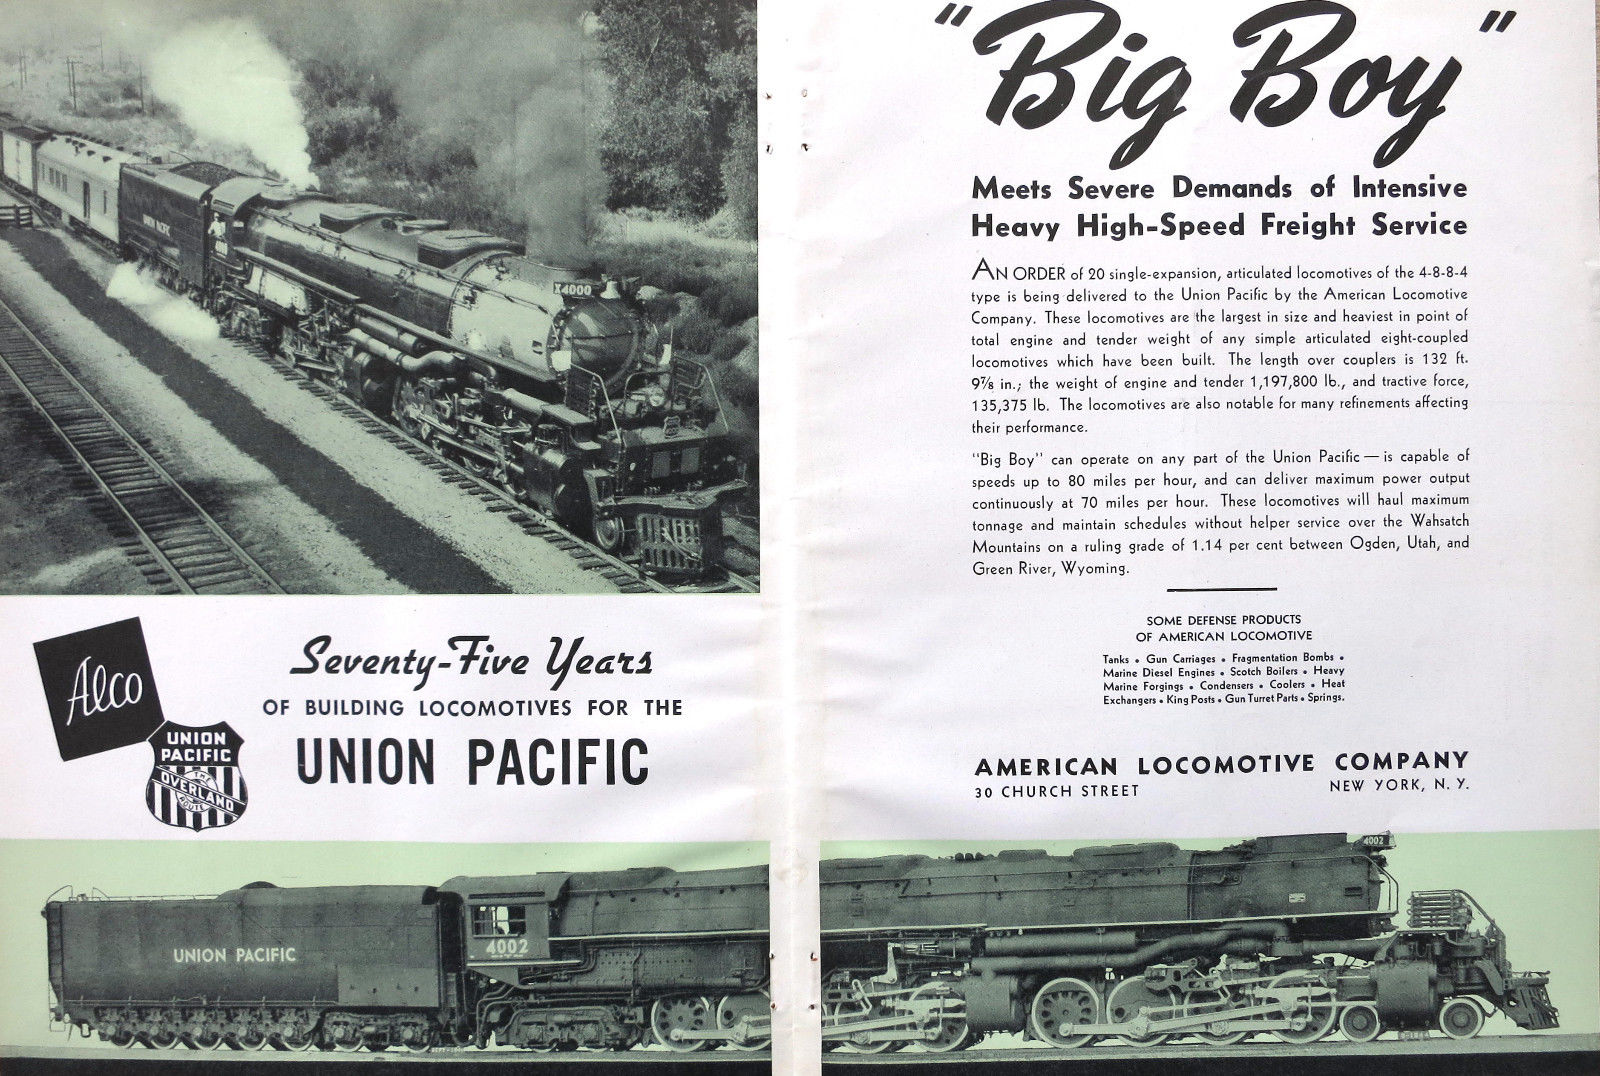 X4000
UNION PACIFIC
Alco
UNION
PACIFIC
THE
OVERLAND
ROUTE
Seventy-Five Years
OF BUILDING LOCOMOTIVES FOR THE
UNION PACIFIC
UNION PACIFIC
4002
"Big Boy"
Meets Severe Demands of Intensive
Heavy High-Speed Freight Service
AN ORDER of 20 single-expansion, articulated locomotives of the 4-8-8-4
type is being delivered to the Union Pacific by the American Locomotive
Company. These locomotives are the largest in size and heaviest in point of
total engine and tender weight of any simple articulated eight-coupled
locomotives which have been built. The length over couplers is 132 ft.
9⅞ in.; the weight of engine and tender 1,197,800 lb., and tractive force,
135,375 lb. The locomotives are also notable for many refinements affecting
their performance.
"Big Boy" can operate on any part of the Union Pacific — is capable of
speeds up to 80 miles per hour, and can deliver maximum power output
continuously at 70 miles per hour. These locomotives will haul maximum
tonnage and maintain schedules without helper service over the Wahsatch
Mountains on a ruling grade of 1.14 per cent between Ogden, Utah, and
Green River, Wyoming.
SOME DEFENSE PRODUCTS
OF AMERICAN LOCOMOTIVE
Tanks • Gun Carriages • Fragmentation Bombs •
Marine Diesel Engines • Scotch Boilers • Heavy
Marine Forgings • Condensers • Coolers • Heat
Exchangers • King Posts • Gun Turret Parts • Springs.
AMERICAN LOCOMOTIVE COMPANY
30 CHURCH STREET NEW YORK, N. Y.
4002